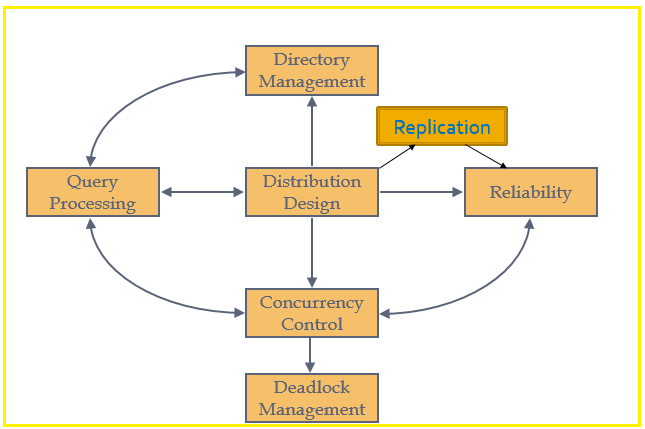 Directory
Management
Replication
Query
Processing
Distribution
Design
Reliability
Concurrency
Control
Deadlock
Management